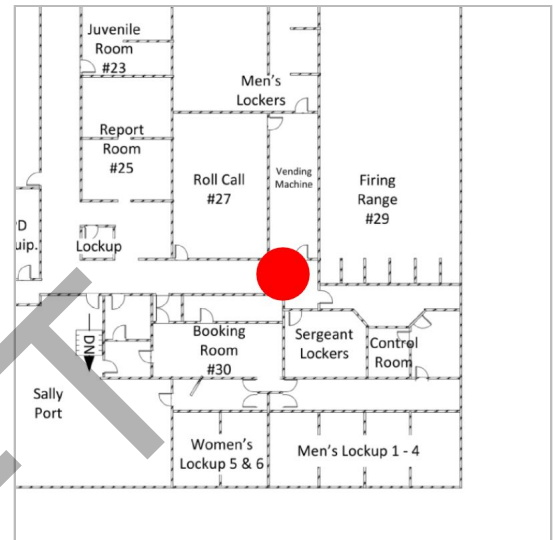 Juvenile
Room
#23
Men's
Lockers
Report
Room
#25
Roll Call
#27
Vending
Machine
Firing
Range
#29
Lockup
Booking
Room
#30
Sergeant
Lockers
Control
Room
DN
Sally
Port
Women's
Lockup 5 & 6
Men's Lockup 1 - 4